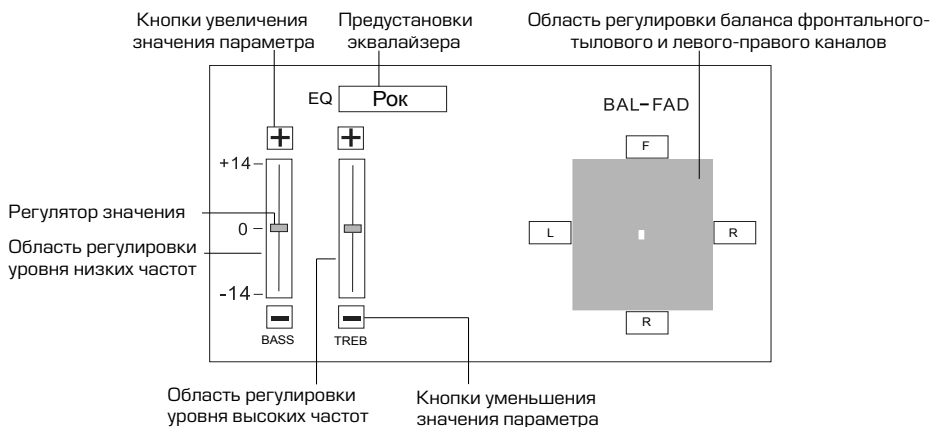 Кнопки увеличения
значения параметра
Предустановки
эквалайзера
Область регулировки баланса фронтального-
тылового и левого-правого каналов
EQ Рок
BAL-FAD
F
+14
Регулятор значения
0
L
R
Область регулировки
уровня низких частот
-14
R
BASS TREB
Область регулировки
уровня высоких частот
Кнопки уменьшения
значения параметра